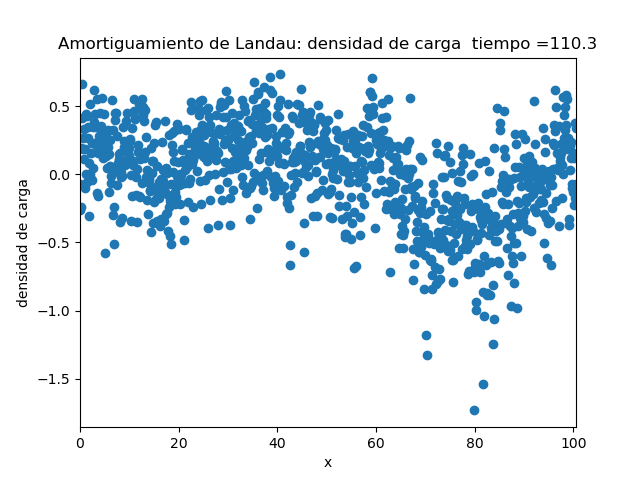 Amortiguamiento de Landau: densidad de carga  tiempo =110.3
densidad de carga
0.5
0.0
−0.5
−1.0
−1.5
0 20 40 60 80 100
x